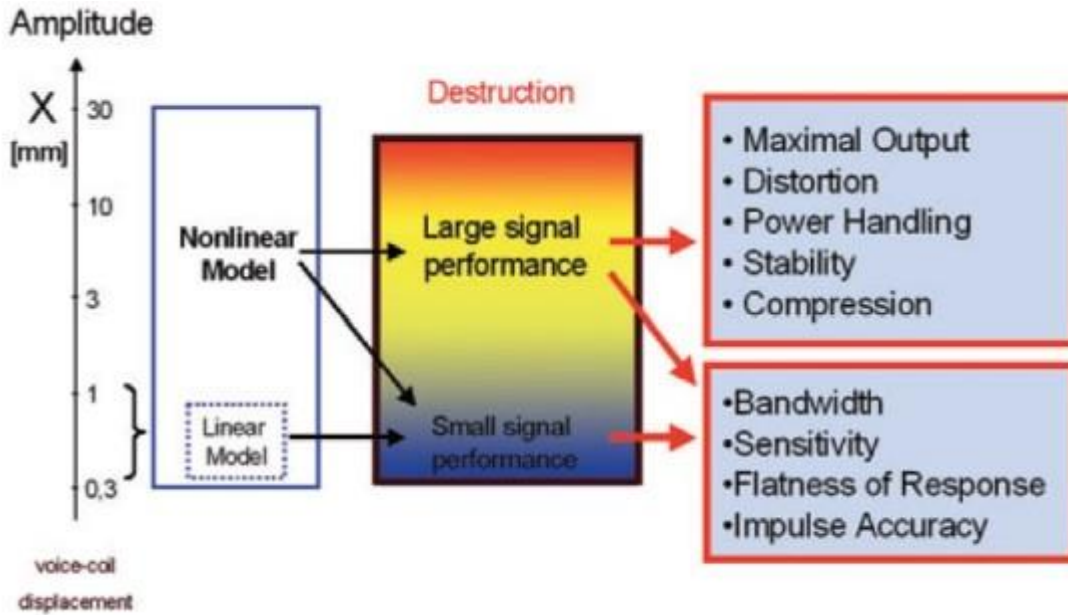 Amplitude
X
[mm]
30
10
3
1
0,3
voice-coil
displacement
Nonlinear
Model
Linear
Model
Destruction
Large signal
performance
Small signal
performance
• Maximal Output
• Distortion
• Power Handling
• Stability
• Compression
•Bandwidth
•Sensitivity
•Flatness of Response
•Impulse Accuracy